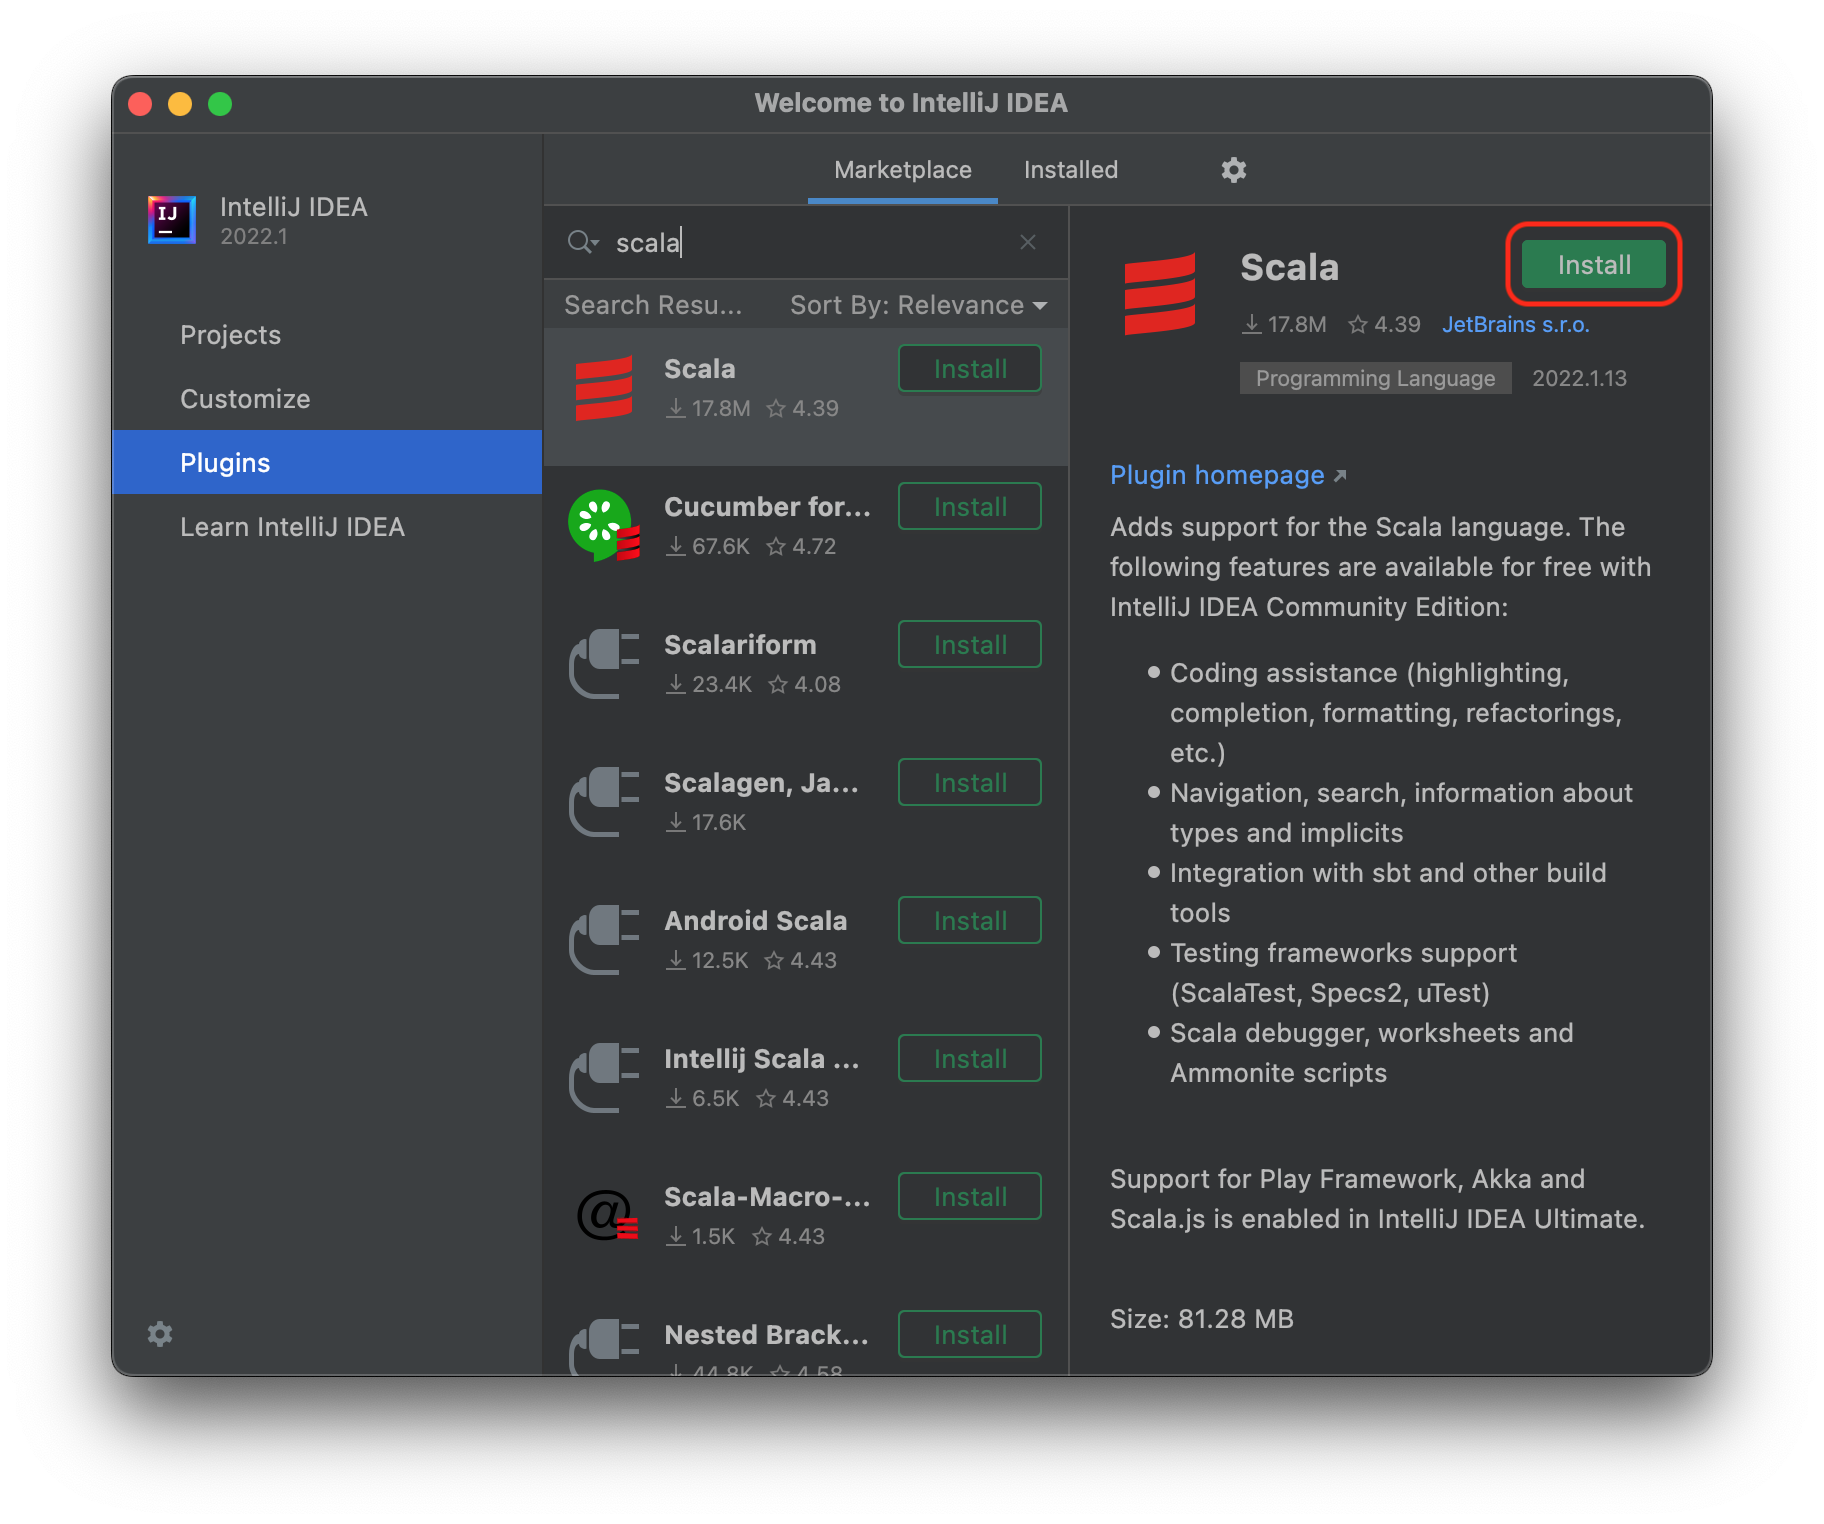 Welcome to IntelliJ IDEA
IJ
IntelliJ IDEA
2022.1
Projects
Customize
Plugins
Learn IntelliJ IDEA
Marketplace
Installed
scala
Search Resu...
Sort By: Relevance
Scala
17.8M 4.39
Install
Cucumber for...
67.6K 4.72
Install
Scalariform
23.4K 4.08
Install
Scalagen, Ja...
17.6K
Install
Android Scala
12.5K 4.43
Install
Intellij Scala ...
6.5K 4.43
Install
@
Scala-Macro-...
1.5K 4.43
Install
Nested Brack...
44.8K 4.58
Install
Scala
Install
17.8M 4.39 JetBrains s.r.o.
Programming Language 2022.1.13
Plugin homepage
Adds support for the Scala language. The
following features are available for free with
IntelliJ IDEA Community Edition:
• Coding assistance (highlighting,
completion, formatting, refactorings,
etc.)
• Navigation, search, information about
types and implicits
• Integration with sbt and other build
tools
• Testing frameworks support
(ScalaTest, Specs2, uTest)
• Scala debugger, worksheets and
Ammonite scripts
Support for Play Framework, Akka and
Scala.js is enabled in IntelliJ IDEA Ultimate.
Size: 81.28 MB